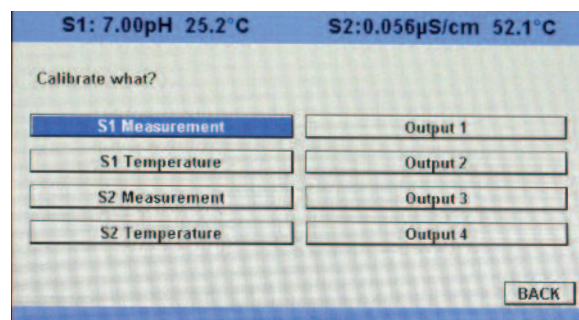 S1: 7.00pH 25.2°C S2:0.056µS/cm 52.1°C
Calibrate what?
S1 Measurement Output 1
S1 Temperature Output 2
S2 Measurement Output 3
S2 Temperature Output 4
BACK